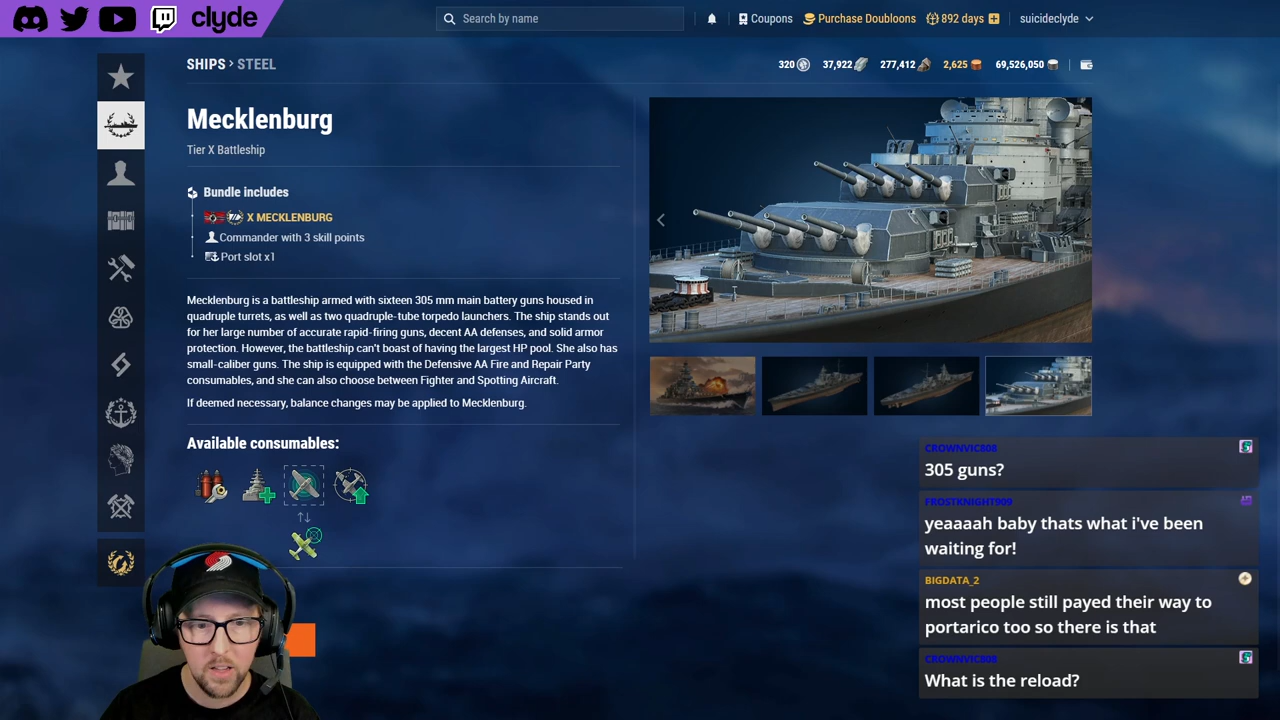 clyde
Search by name
Coupons
Purchase Doubloons
892 days
suicideclyde
SHIPS > STEEL
320
37,922
277,412
2,625
69,526,050
Mecklenburg
Tier X Battleship
Bundle includes
X MECKLENBURG
Commander with 3 skill points
Port slot x1
Mecklenburg is a battleship armed with sixteen 305 mm main battery guns housed in
quadruple turrets, as well as two quadruple-tube torpedo launchers. The ship stands out
for her large number of accurate rapid-firing guns, decent AA defenses, and solid armor
protection. However, the battleship can't boast of having the largest HP pool. She also has
small-caliber guns. The ship is equipped with the Defensive AA Fire and Repair Party
consumables, and she can also choose between Fighter and Spotting Aircraft.
If deemed necessary, balance changes may be applied to Mecklenburg.
Available consumables:
CROWNVIC808
305 guns?
FROSTKNIGHT909
yeaaaah baby thats what i've been
waiting for!
BIGDATA_2
most people still payed their way to
portarico too so there is that
CROWNVIC808
What is the reload?